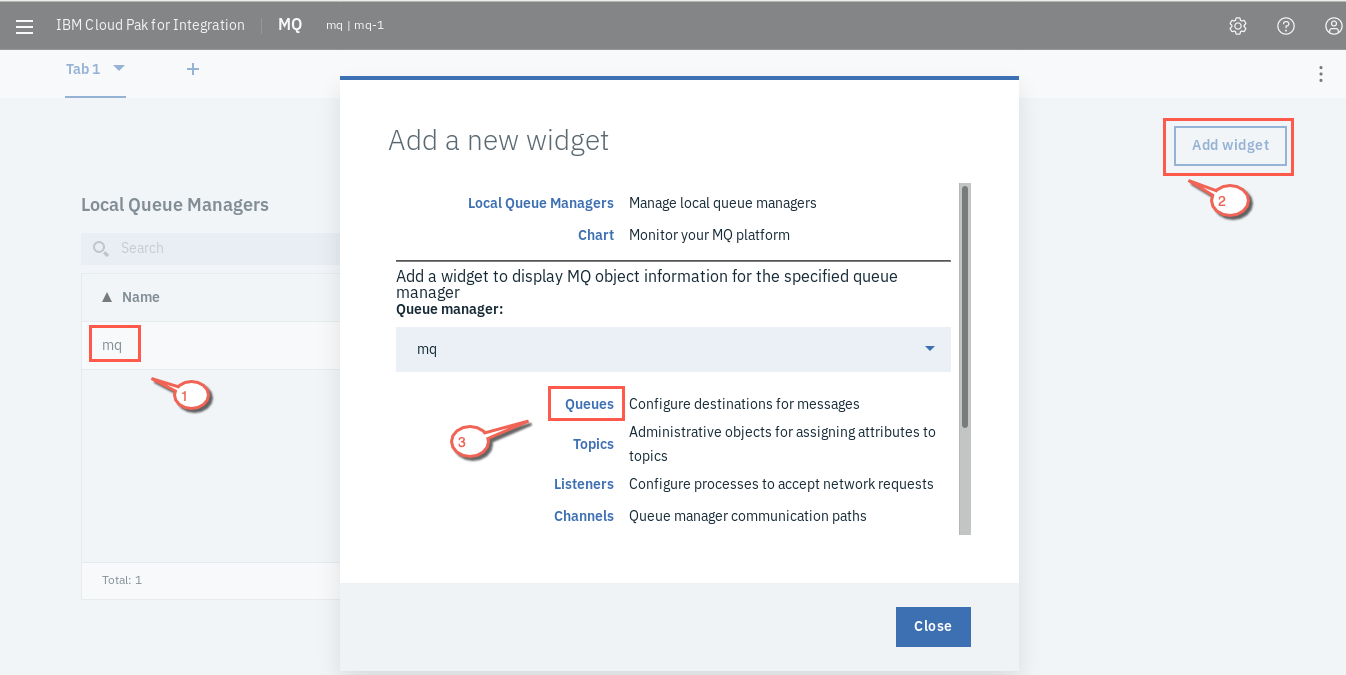 IBM Cloud Pak for Integration MQ mq | mq-1
Tab 1
Add a new widget
Add widget
2
Local Queue Managers Manage local queue managers
Chart Monitor your MQ platform
Local Queue Managers
Search
Name
mq
1
Total: 1
Add a widget to display MQ object information for the specified queue
manager
Queue manager:
mq
Queues Configure destinations for messages
3
Topics Administrative objects for assigning attributes to
topics
Listeners Configure processes to accept network requests
Channels Queue manager communication paths
Close